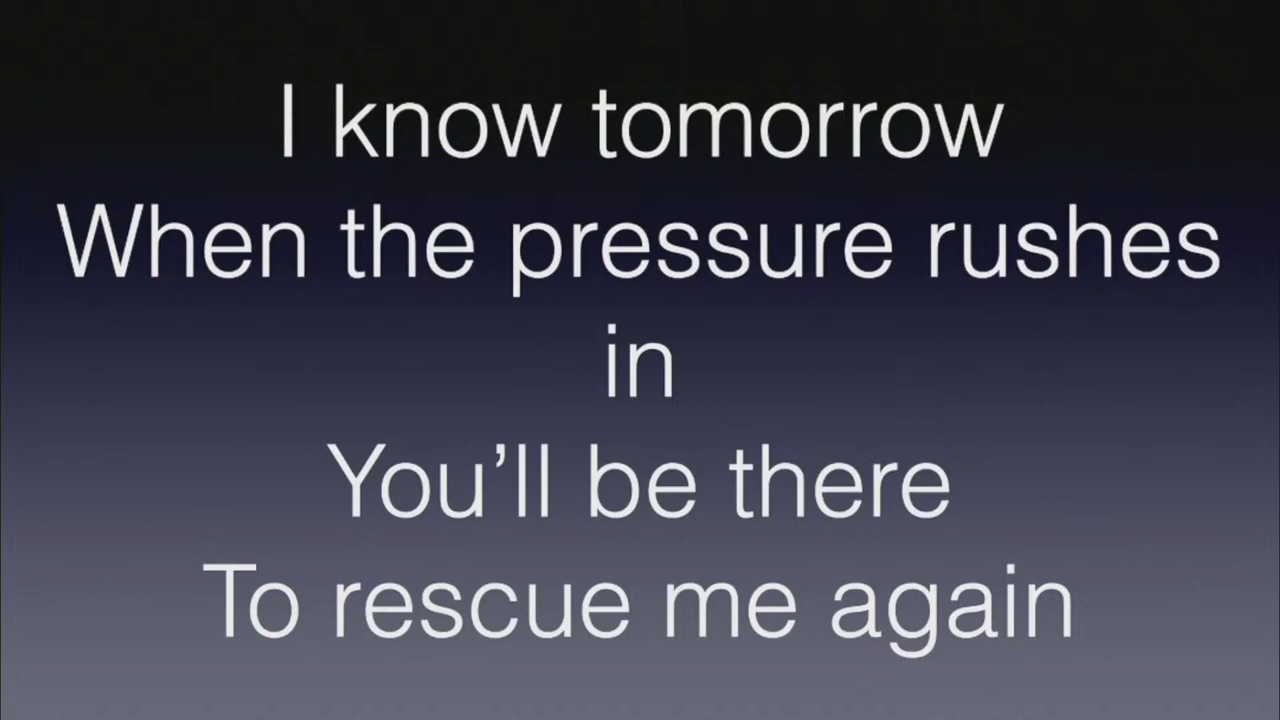 I know tomorrow
When the pressure rushes
in
You’ll be there
To rescue me again